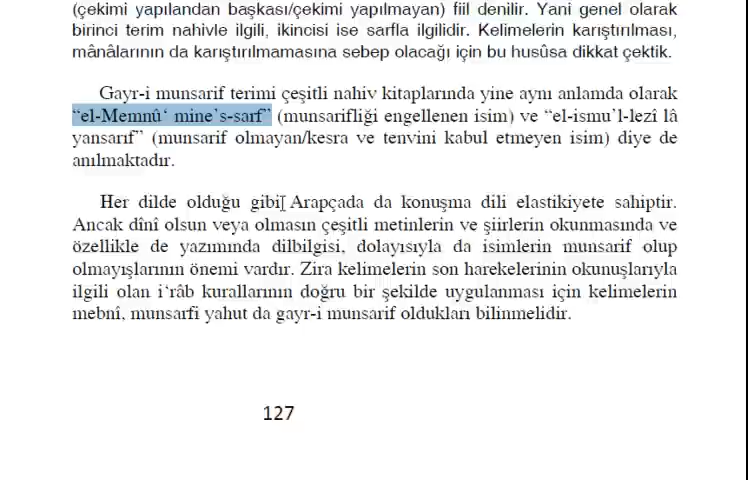 (çekimi yapılandan başkası/çekimi yapılmayan) fiil denilir. Yani genel olarak
birinci terim nahivle ilgili, ikincisi ise sarfla ilgilidir. Kelimelerin karıştırılması,
mânâlarının da karıştırılmamasına sebep olacağı için bu husûsa dikkat çektik.
Gayr-i munsarif terimi çeşitli nahiv kitaplarında yine aynı anlamda olarak
“el-Memnû‘ mine’s-sarf” (munsarifliği engellenen isim) ve “el-ismu’l-lezî lâ
yansarıf” (munsarif olmayan/kesra ve tenvini kabul etmeyen isim) diye de
anılmaktadır.
Her dilde olduğu gibi Arapçada da konuşma dili elastikiyete sahiptir.
Ancak dînî olsun veya olmasın çeşitli metinlerin ve şiirlerin okunmasında ve
özellikle de yazımında dilbilgisi, dolayısıyla da isimlerin munsarif olup
olmayışlarının önemi vardır. Zira kelimelerin son harekelerinin okunuşlarıyla
ilgili olan i‘râb kurallarının doğru bir şekilde uygulanması için kelimelerin
mebnî, munsarfi yahut da gayr-i munsarif oldukları bilinmelidir.
127